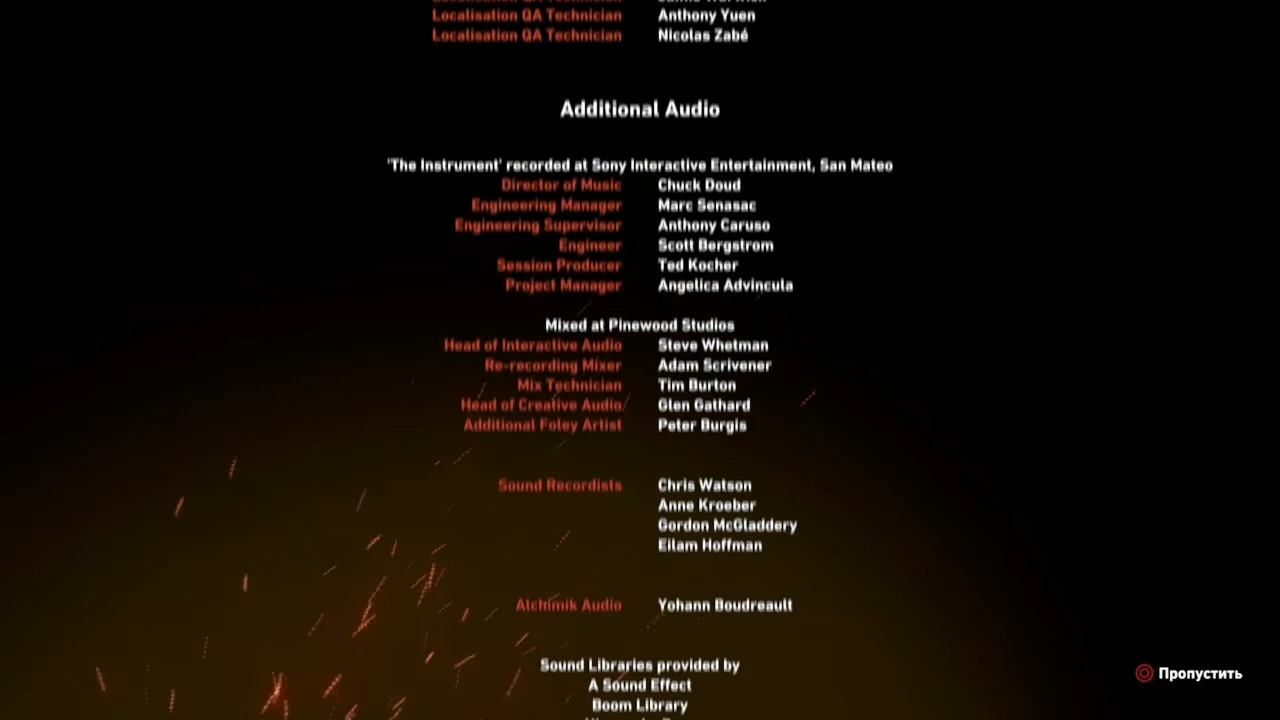 Localisation QA Technician Anthony Yuen
Localisation QA Technician Nicolas Zabé
Additional Audio
'The Instrument' recorded at Sony Interactive Entertainment, San Mateo
Director of Music Chuck Doud
Engineering Manager Marc Senasac
Engineering Supervisor Anthony Caruso
Engineer Scott Bergstrom
Session Producer Ted Kocher
Project Manager Angelica Advincula
Mixed at Pinewood Studios
Head of Interactive Audio Steve Whetman
Re-recording Mixer Adam Scrivener
Mix Technician Tim Burton
Head of Creative Audio Glen Gathard
Additional Foley Artist Peter Burgis
Sound Recordists Chris Watson
Anne Kroeber
Gordon McGladdery
Eilam Hoffman
Alchimik Audio Yohann Boudreault
Sound Libraries provided by
A Sound Effect
Boom Library
Пропустить